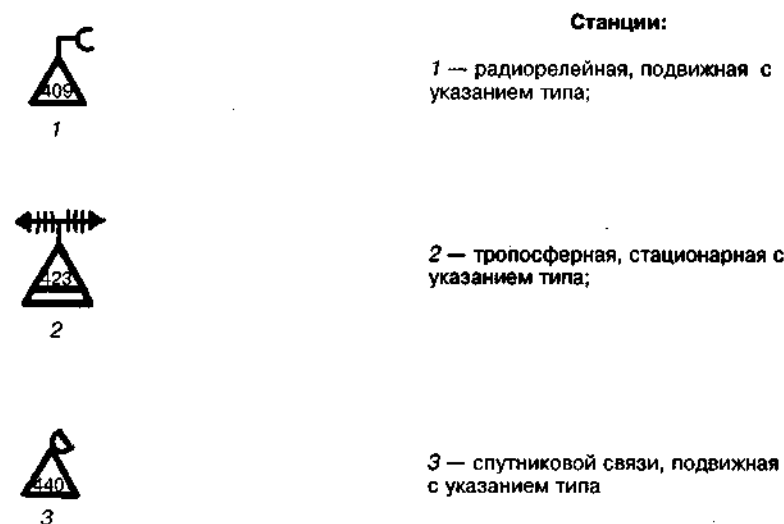 Станции:
409
1
1 — радиорелейная, подвижная с
указанием типа;
423
2
2 — тропосферная, стационарная с
указанием типа;
440
3
3 — спутниковой связи, подвижная
с указанием типа